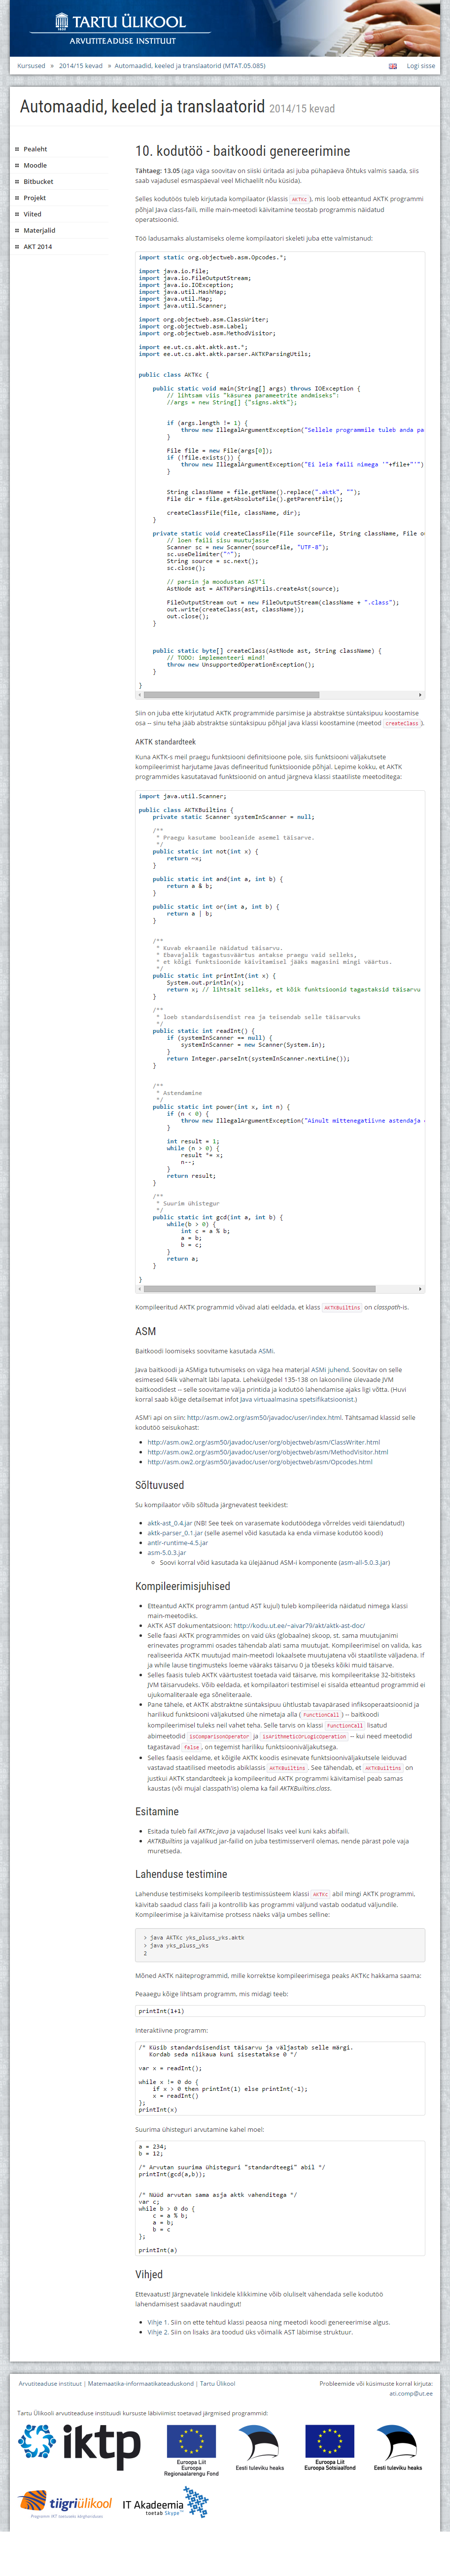 TARTU ÜLIKOOL
ARVUTITEADUSE INSTITUUT
Kursused » 2014/15 kevad » Automaadid, keeled ja translaatorid (MTAT.05.085)
Logi sisse
Automaadid, keeled ja translaatorid 2014/15 kevad
Pealeht
Moodle
Bitbucket
Projekt
Viited
Materjalid
AKT 2014
10. kodutöö - baitkoodi genereerimine
Tähtaeg: 13.05 (aga väga soovitav on siiski üritada asi juba pühapäeva õhtuks valmis saada, siis
saab vajadusel esmaspäeval veel Michaelilt nõu küsida).
Selles kodutöös tuleb kirjutada kompilaator (klassis AKTKc), mis loob etteantud AKTK programmi
põhjal Java class-faili, mille main-meetodi käivitamine teostab programmis näidatud
operatsioonid.
Töö ladusamaks alustamiseks oleme kompilaatori skeleti juba ette valmistanud:
import static org.objectweb.asm.Opcodes.*;
import java.io.File;
import java.io.FileOutputStream;
import java.io.IOException;
import java.util.HashMap;
import java.util.Map;
import java.util.Scanner;
import org.objectweb.asm.ClassWriter;
import org.objectweb.asm.Label;
import org.objectweb.asm.MethodVisitor;
import ee.ut.cs.akt.aktk.ast.*;
import ee.ut.cs.akt.aktk.parser.AKTKParsingUtils;
public class AKTKc {
public static void main(String[] args) throws IOException {
// lihtsam viis "käsurea parameetrite andmiseks":
//args = new String[] {"signs.aktk"};
if (args.length != 1) {
throw new IllegalArgumentException("Sellele programmile tuleb anda pa
}
File file = new File(args[0]);
if (!file.exists()) {
throw new IllegalArgumentException("Ei leia faili nimega '"+file+"'")
}
String className = file.getName().replace(".aktk", "");
File dir = file.getAbsoluteFile().getParentFile();
createClassFile(file, className, dir);
}
private static void createClassFile(File sourceFile, String className, File ou
// loen faili sisu muutujasse
Scanner sc = new Scanner(sourceFile, "UTF-8");
sc.useDelimiter("^");
String source = sc.next();
sc.close();
// parsin ja moodustan AST'i
AstNode ast = AKTKParsingUtils.createAst(source);
FileOutputStream out = new FileOutputStream(className + ".class");
out.write(createClass(ast, className));
out.close();
}
public static byte[] createClass(AstNode ast, String className) {
// TODO: implementeeri mind!
throw new UnsupportedOperationException();
}
}
Siin on juba ette kirjutatud AKTK programmide parsimise ja abstraktse süntaksipuu koostamise
osa -- sinu teha jääb abstraktse süntaksipuu põhjal java klassi koostamine (meetod createClass).
AKTK standardteek
Kuna AKTK-s meil praegu funktsiooni definitsioone pole, siis funktsiooni väljakutsete
kompileerimist harjutame Javas defineeritud funktsioonide põhjal. Lepime kokku, et AKTK
programmides kasutatavad funktsioonid on antud järgneva klassi staatiliste meetoditega:
import java.util.Scanner;
public class AKTKBuiltins {
private static Scanner systemInScanner = null;
/**
* Praegu kasutame booleanide asemel täisarve.
*/
public static int not(int x) {
return ~x;
}
public static int and(int a, int b) {
return a & b;
}
public static int or(int a, int b) {
return a | b;
}
/**
* Kuvab ekraanile näidatud täisarvu.
* Ebavajalik tagastusväärtus antakse praegu vaid selleks,
* et kõigi funktsioonide käivitamisel jääks magasini mingi väärtus.
*/
public static int printInt(int x) {
System.out.println(x);
return x; // lihtsalt selleks, et kõik funktsioonid tagastaksid täisarvu
}
/**
* loeb standardsisendist rea ja teisendab selle täisarvuks
*/
public static int readInt() {
if (systemInScanner == null) {
systemInScanner = new Scanner(System.in);
}
return Integer.parseInt(systemInScanner.nextLine());
}
/**
* Astendamine
*/
public static int power(int x, int n) {
if (n < 0) {
throw new IllegalArgumentException("Ainult mittenegatiivne astendaja
}
int result = 1;
while (n > 0) {
result *= x;
n--;
}
return result;
}
/**
* Suurim ühistegur
*/
public static int gcd(int a, int b) {
while(b > 0) {
int c = a % b;
a = b;
b = c;
}
return a;
}
}
Kompileeritud AKTK programmid võivad alati eeldada, et klass AKTKBuiltins on classpath-is.
ASM
Baitkoodi loomiseks soovitame kasutada ASMi.
Java baitkoodi ja ASMiga tutvumiseks on väga hea materjal ASMi juhend. Soovitav on selle
esimesed 64k vähemalt läbi lapata. Lehekülgedel 135-138 on lakooniline ülevaade JVM
baitkoodidest -- selle soovitame välja printida ja kodutöö lahendamise ajaks ligi võtta. (Huvi
korral saab kõige detailsemat infot Java virtuaalmasina spetsifikatsioonist.)
ASM'i api on siin: http://asm.ow2.org/asm50/javadoc/user/index.html. Tähtsamad klassid selle
kodutöö seisukohast:
http://asm.ow2.org/asm50/javadoc/user/org/objectweb/asm/ClassWriter.html
http://asm.ow2.org/asm50/javadoc/user/org/objectweb/asm/MethodVisitor.html
http://asm.ow2.org/asm50/javadoc/user/org/objectweb/asm/Opcodes.html
Sõltuvused
Su kompilaator võib sõltuda järgnevatest teekidest:
aktk-ast_0.4.jar (NB! See teek on varasemate kodutöödega võrreldes veidi täiendatud!)
aktk-parser_0.1.jar (selle asemel võid kasutada ka enda viimase kodutöö koodi)
antlr-runtime-4.5.jar
asm-5.0.3.jar
Soovi korral võid kasutada ka ülejäänud ASM-i komponente (asm-all-5.0.3.jar)
Kompileerimisjuhised
Etteantud AKTK programm (antud AST kujul) tuleb kompileerida näidatud nimega klassi
main-meetodiks.
AKTK AST dokumentatsioon: http://kodu.ut.ee/~aivar79/akt/aktk-ast-doc/
Selle faasi AKTK programmides on vaid üks (globaalne) skoop, st. sama muutujanimi
erinevates programmi osades tähendab alati sama muutujat. Kompileerimisel on valida, kas
realiseerida AKTK muutujad main-meetodi lokaalsete muutujatena või staatiliste väljadena. If
ja while lause tingimusteks loeme vääraks täisarvu 0 ja tõeseks kõiki muid täisarve.
Selles faasis tuleb AKTK väärtustest toetada vaid täisarve, mis kompileeritakse 32-bitisteks
JVM täisarvudeks. Võib eeldada, et kompilaatori testimisel ei sisalda etteantud programmid ei
ujukomaliteraale ega sõneliteraale.
Pane tähele, et AKTK abstraktne süntaksipuu ühtlustab tavapärased infiksoperaatsioonid ja
harilikud funktsiooni väljakutsed ühe nimetaja alla (FunctionCall) -- baitkoodi
kompileerimisel tuleks neil vahet teha. Selle tarvis on klassi FunctionCall lisatud
abimeetodid isComparisonOperator ja isArithmeticOrLogicOperation -- kui need meetodid
tagastavad false, on tegemist hariliku funktsiooniväljakutsega.
Selles faasis eeldame, et kõigile AKTK koodis esinevate funktsiooniväljakutsele leiduvad
vastavad staatilised meetodis abiklassis AKTKBuiltins. See tähendab, et AKTKBuiltins on
justkui AKTK standardteek ja kompileeritud AKTK programmi käivitamisel peab samas
kaustas (või mujal classpath'is) olema ka fail AKTKBuiltins.class.
Esitamine
Esitada tuleb fail AKTKc.java ja vajadusel lisaks veel kuni kaks abifaili.
AKTKBuiltins ja vajalikud jar-failid on juba testimisserveril olemas, nende pärast pole vaja
muretseda.
Lahenduse testimine
Lahenduse testimiseks kompileerib testimissüsteem klassi AKTKc abil mingi AKTK programmi,
käivitab saadud class faili ja kontrollib kas programmi väljund vastab oodatud väljundile.
Kompileerimise ja käivitamise protsess näeks välja umbes selline:
> java AKTKc yks_pluss_yks.aktk
> java yks_pluss_yks
2
Mõned AKTK näiteprogrammid, mille korrektse kompileerimisega peaks AKTKc hakkama saama:
Peaaegu kõige lihtsam programm, mis midagi teeb:
printInt(1+1)
Interaktiivne programm:
/* Küsib standardsisendist täisarvu ja väljastab selle märgi.
Kordab seda niikaua kuni sisestatakse 0 */
var x = readInt();
while x != 0 do {
if x > 0 then printInt(1) else printInt(-1);
x = readInt()
};
printInt(x)
Suurima ühisteguri arvutamine kahel moel:
a = 234;
b = 12;
/* Arvutan suurima ühisteguri "standardteegi" abil */
printInt(gcd(a,b));
/* Nüüd arvutan sama asja aktk vahenditega */
var c;
while b > 0 do {
c = a % b;
a = b;
b = c
};
printInt(a)
Vihjed
Ettevaatust! Järgnevatele linkidele klikkimine võib oluliselt vähendada selle kodutöö
lahendamisest saadavat naudingut!
Vihje 1. Siin on ette tehtud klassi peaosa ning meetodi koodi genereerimise algus.
Vihje 2. Siin on lisaks ära toodud üks võimalik AST läbimise struktuur.
Arvutiteaduse instituut | Matemaatika-informaatikateaduskond | Tartu Ülikool
Probleemide või küsimuste korral kirjuta:
ati.comp@ut.ee
Tartu Ülikooli arvutiteaduse instituudi kursuste läbiviimist toetavad järgmised programmid:
iktp
Euroopa Liit
Euroopa
Regionaalarengu Fond
Eesti tuleviku heaks
Euroopa Liit
Euroopa Sotsiaalfond
Eesti tuleviku heaks
tiigriülikool
IT Akadeemia
toetab Skype